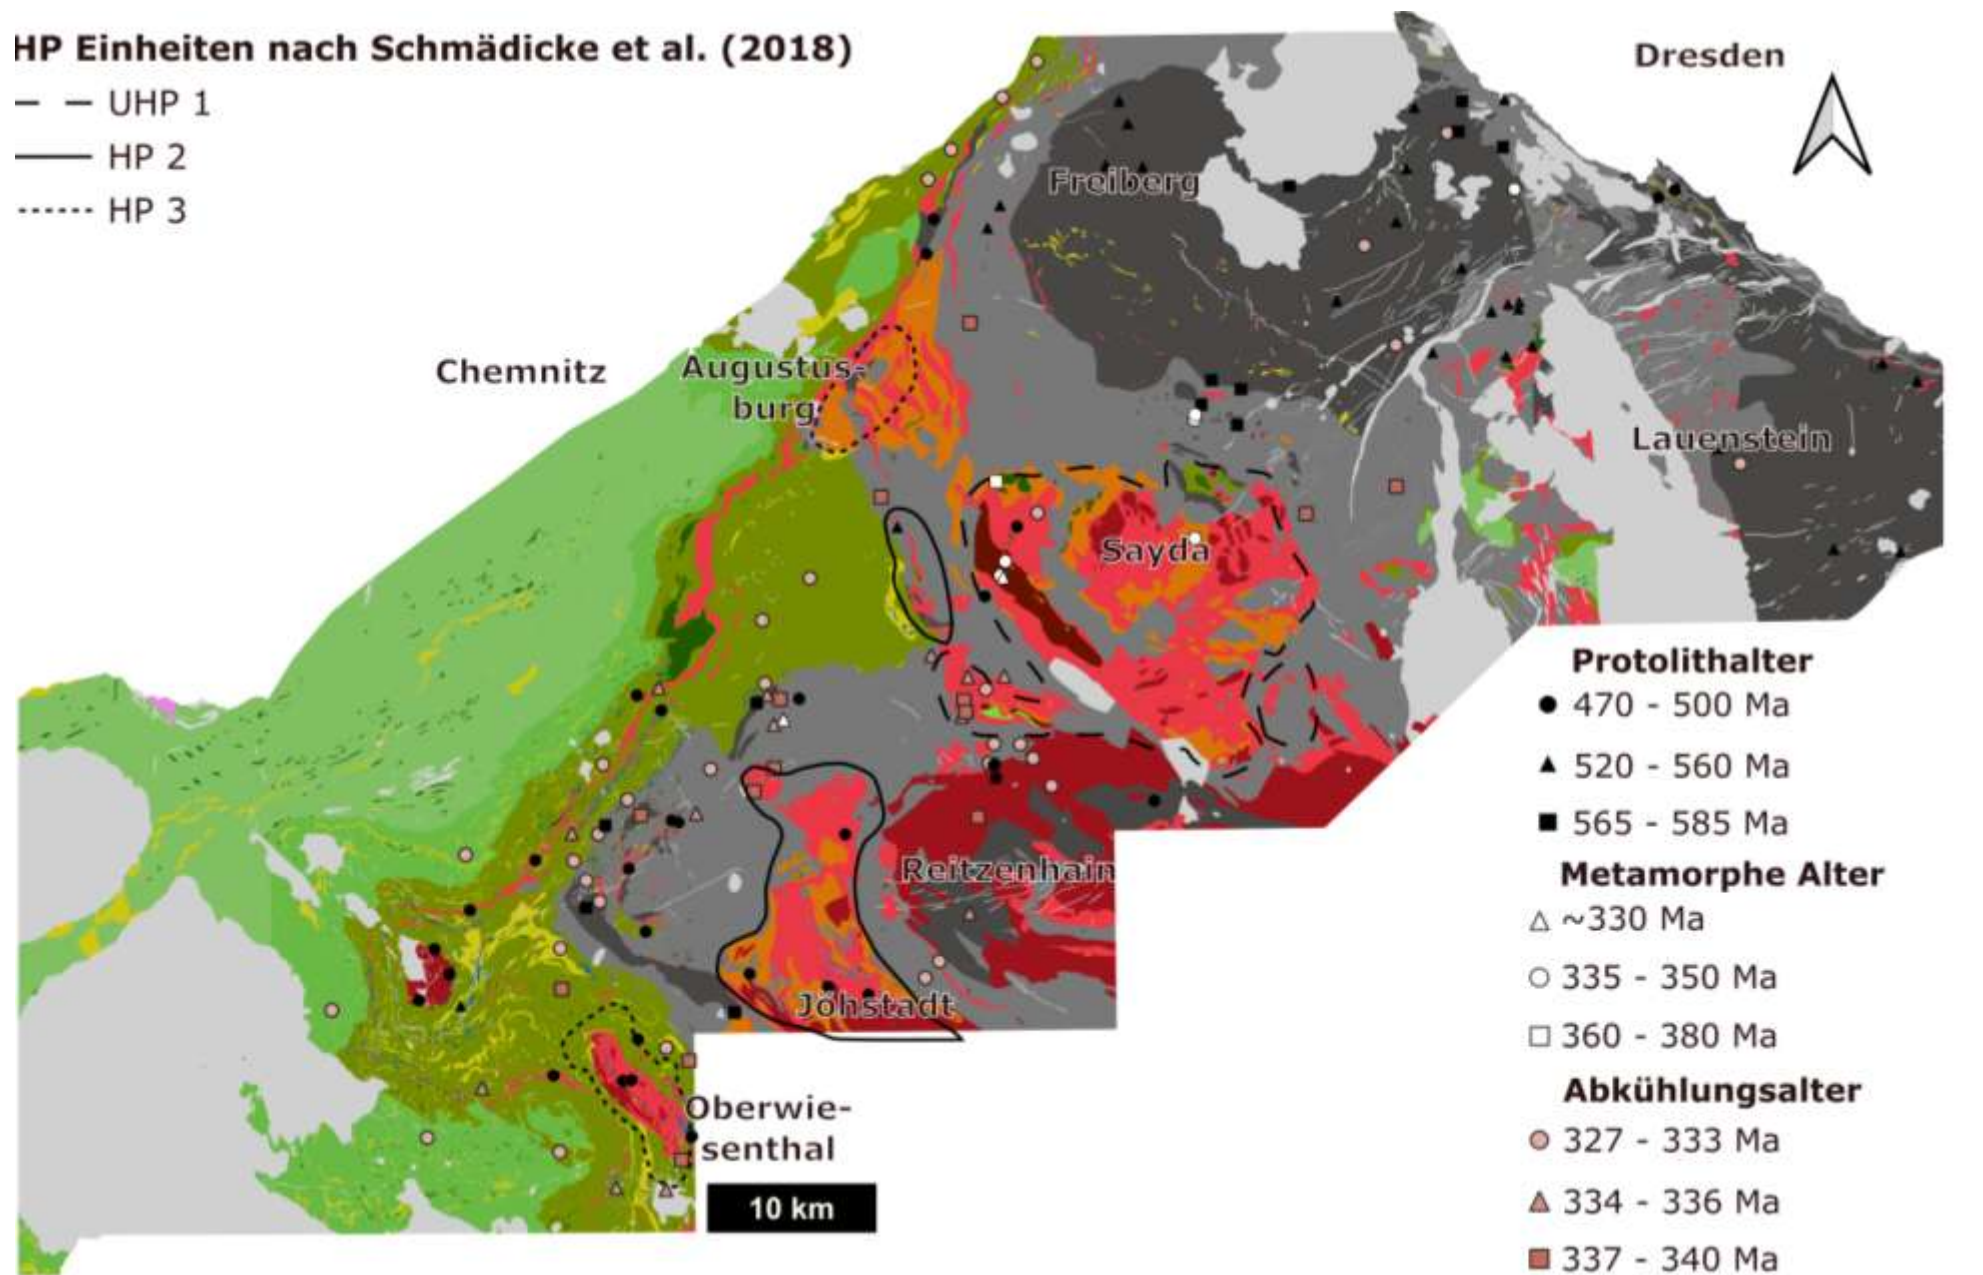 HP Einheiten nach Schmädicke et al. (2018)
UHP 1
HP 2
HP 3
Dresden
Freiberg
Chemnitz
Augustus-
burg
Lauenstein
Sayda
Reitzenhain
Jöhstadt
Oberwie-
senthal
10 km
Protolithalter
470 - 500 Ma
520 - 560 Ma
565 - 585 Ma
Metamorphe Alter
~330 Ma
335 - 350 Ma
360 - 380 Ma
Abkühlungsalter
327 - 333 Ma
334 - 336 Ma
337 - 340 Ma